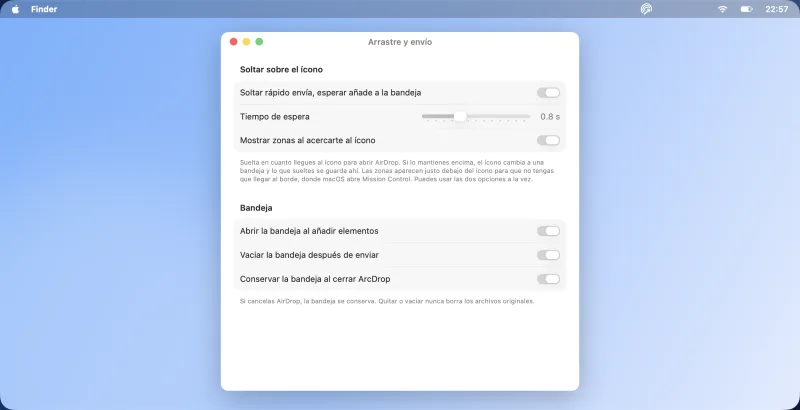 Finder
22:57
Arrastre y envío
Soltar sobre el ícono
Soltar rápido envía, esperar añade a la bandeja
Tiempo de espera
0.8 s
Mostrar zonas al acercarte al ícono
Suelta en cuanto llegues al ícono para abrir AirDrop. Si lo mantienes encima, el ícono cambia a una
bandeja y lo que sueltes se guarda ahí. Las zonas aparecen justo debajo del ícono para que no tengas
que llegar al borde, donde macOS abre Mission Control. Puedes usar las dos opciones a la vez.
Bandeja
Abrir la bandeja al añadir elementos
Vaciar la bandeja después de enviar
Conservar la bandeja al cerrar ArcDrop
Si cancelas AirDrop, la bandeja se conserva. Quitar o vaciar nunca borra los archivos originales.